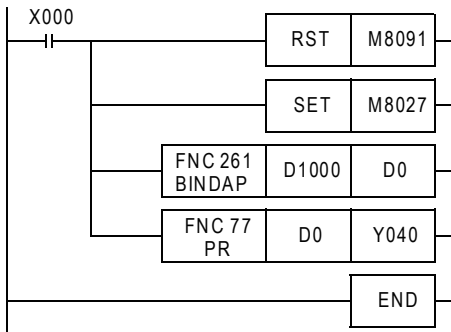 X000
RST M8091
SET M8027
FNC 261
BINDAP D1000 D0
FNC 77
PR D0 Y040
END